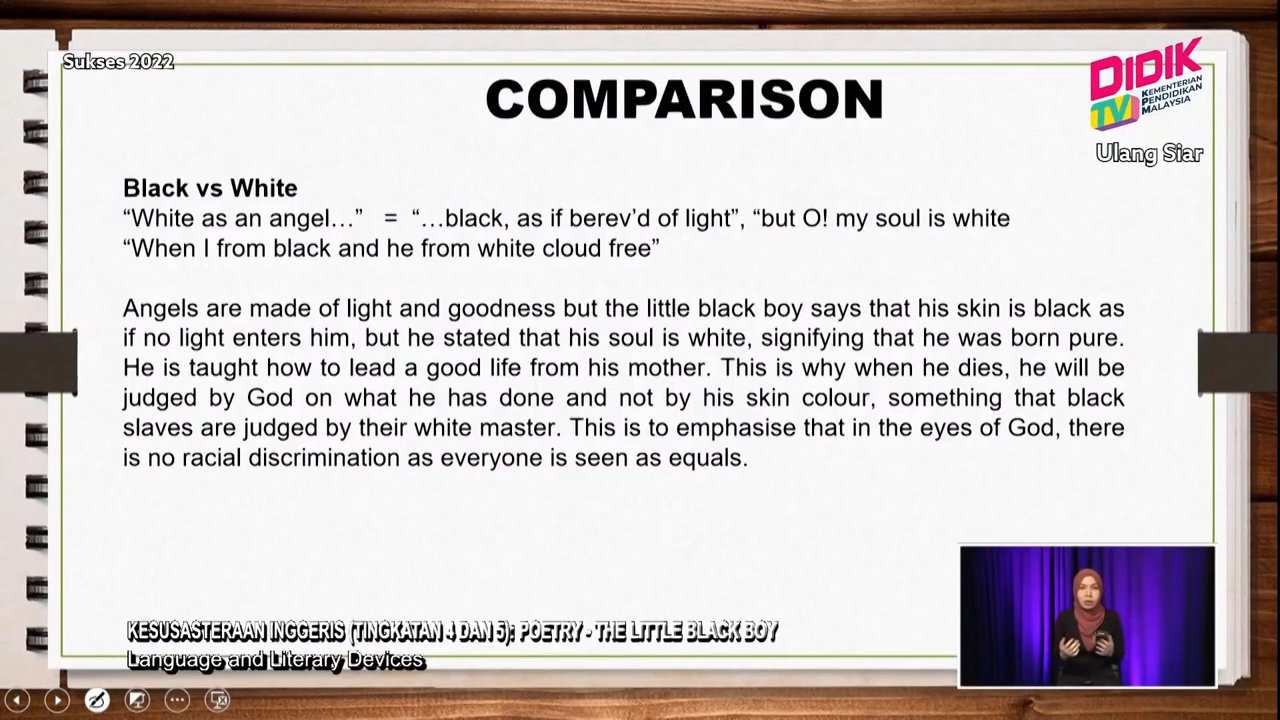 Sukses 2022
COMPARISON
DIDIK
TV
KEMENTERIAN
PENDIDIKAN
MALAYSIA
Ulang Siar
Black vs White
“White as an angel…” = “…black, as if berev’d of light”, “but O! my soul is white
“When I from black and he from white cloud free”
Angels are made of light and goodness but the little black boy says that his skin is black as
if no light enters him, but he stated that his soul is white, signifying that he was born pure.
He is taught how to lead a good life from his mother. This is why when he dies, he will be
judged by God on what he has done and not by his skin colour, something that black
slaves are judged by their white master. This is to emphasise that in the eyes of God, there
is no racial discrimination as everyone is seen as equals.
KESUSASTERAAN INGGERIS (TINGKATAN 4 DAN 5): POETRY - THE LITTLE BLACK BOY
Language and Literary Devices